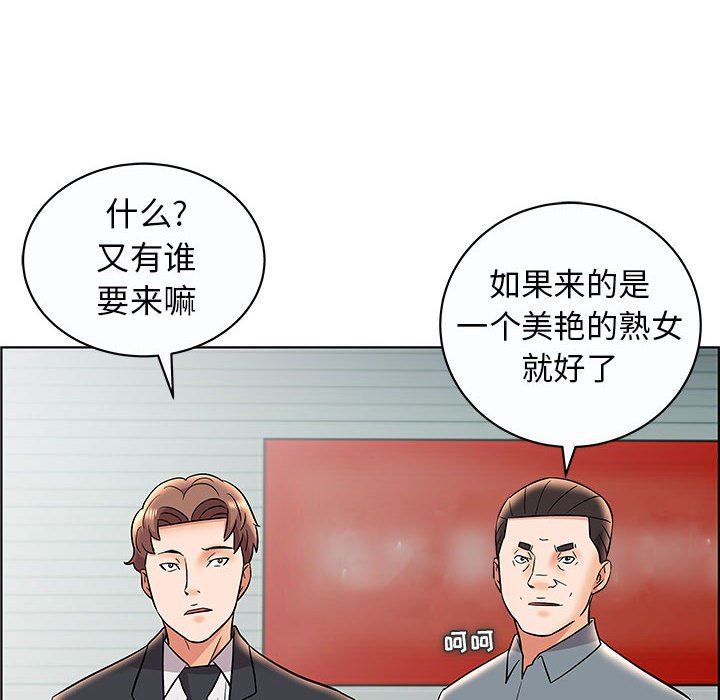 什么?
又有谁
要来嘛
如果来的是
一个美艳的熟女
就好了
呵呵